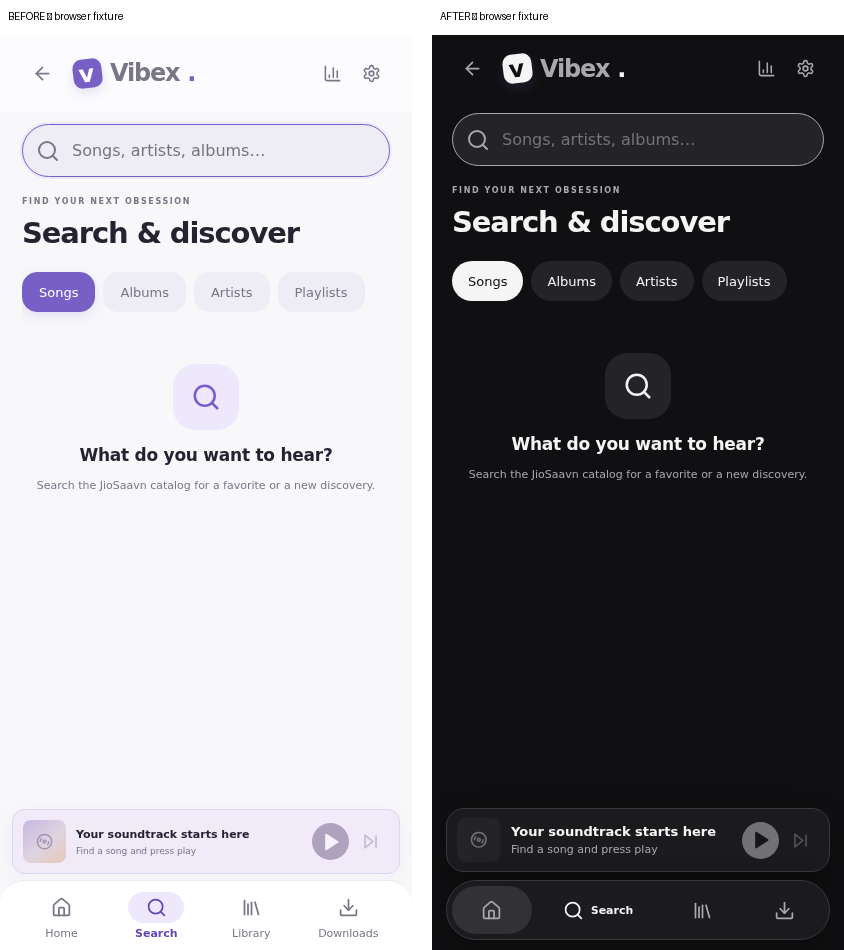 BEFORE browser fixture
Vibex .
Songs, artists, albums...
FIND YOUR NEXT OBSESSION
Search & discover
Songs
Albums
Artists
Playlists
What do you want to hear?
Search the JioSaavn catalog for a favorite or a new discovery.
Your soundtrack starts here
Find a song and press play
Home
Search
Library
Downloads
AFTER browser fixture
Vibex .
Songs, artists, albums...
FIND YOUR NEXT OBSESSION
Search & discover
Songs
Albums
Artists
Playlists
What do you want to hear?
Search the JioSaavn catalog for a favorite or a new discovery.
Your soundtrack starts here
Find a song and press play
Search